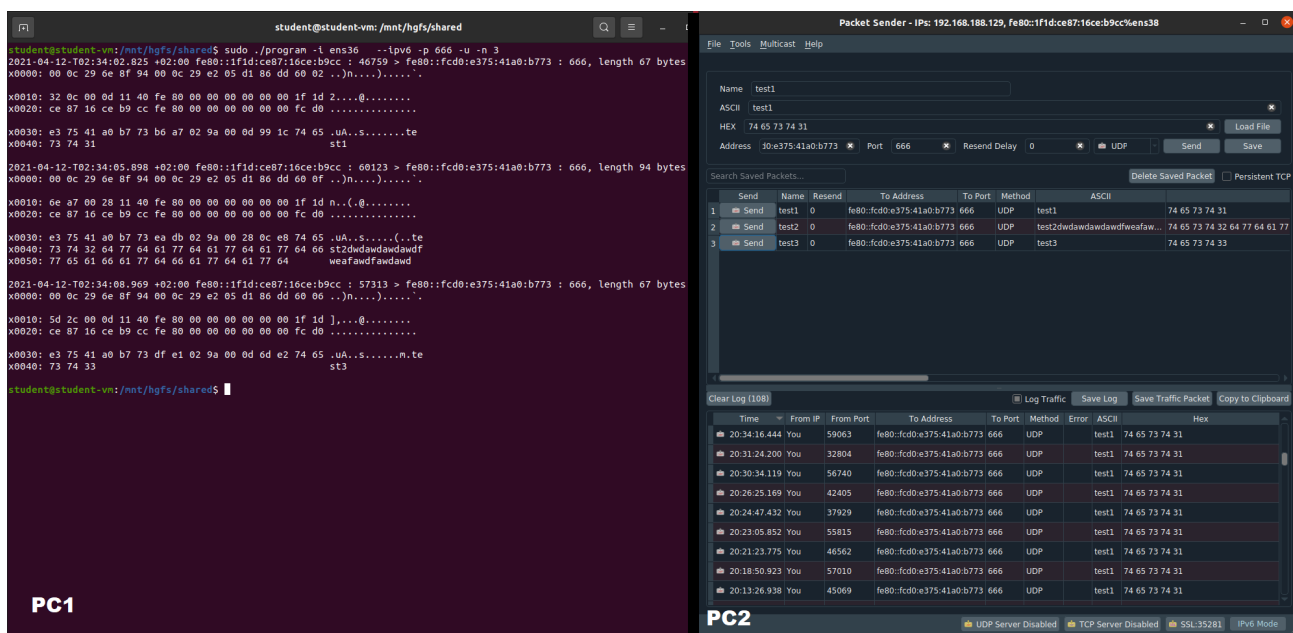 student@student-vm: /mnt/hgfs/shared
student@student-vm:/mnt/hgfs/shared$ sudo ./program -i ens36   --ipv6 -p 666 -u -n 3
2021-04-12-T02:34:02.825 +02:00 fe80::1f1d:ce87:16ce:b9cc : 46759 > fe80::fcd0:e375:41a0:b773 : 666, length 67 bytes
x0000: 00 0c 29 6e 8f 94 00 0c 29 e2 05 d1 86 dd 60 02 ..)n....).....`.
x0010: 32 0c 00 0d 11 40 fe 80 00 00 00 00 00 00 1f 1d 2....@........
x0020: ce 87 16 ce b9 cc fe 80 00 00 00 00 00 00 fc d0 ...............
x0030: e3 75 41 a0 b7 73 b6 a7 02 9a 00 0d 99 1c 74 65 .uA..s.......te
x0040: 73 74 31                                        st1
2021-04-12-T02:34:05.898 +02:00 fe80::1f1d:ce87:16ce:b9cc : 60123 > fe80::fcd0:e375:41a0:b773 : 666, length 94 bytes
x0000: 00 0c 29 6e 8f 94 00 0c 29 e2 05 d1 86 dd 60 0f ..)n....).....`.
x0010: 6e a7 00 28 11 40 fe 80 00 00 00 00 00 00 1f 1d n..(.@........
x0020: ce 87 16 ce b9 cc fe 80 00 00 00 00 00 00 fc d0 ...............
x0030: e3 75 41 a0 b7 73 ea db 02 9a 00 28 0c e8 74 65 .uA..s.....(..te
x0040: 73 74 32 64 77 64 61 77 64 61 77 64 61 77 64 66 st2dwdawdawdawdf
x0050: 77 65 61 66 61 77 64 66 61 77 64 61 77 64       weafawdfawdawd
2021-04-12-T02:34:08.969 +02:00 fe80::1f1d:ce87:16ce:b9cc : 57313 > fe80::fcd0:e375:41a0:b773 : 666, length 67 bytes
x0000: 00 0c 29 6e 8f 94 00 0c 29 e2 05 d1 86 dd 60 06 ..)n....).....`.
x0010: 5d 2c 00 0d 11 40 fe 80 00 00 00 00 00 00 1f 1d ],...@........
x0020: ce 87 16 ce b9 cc fe 80 00 00 00 00 00 00 fc d0 ...............
x0030: e3 75 41 a0 b7 73 df e1 02 9a 00 0d 6d e2 74 65 .uA..s......m.te
x0040: 73 74 33                                        st3
student@student-vm:/mnt/hgfs/shared$
PC1
Packet Sender - IPs: 192.168.188.129, fe80::1f1d:ce87:16ce:b9cc%ens38
File Tools Multicast Help
Name test1
ASCII test1
HEX 74 65 73 74 31 Load File
Address :e375:41a0:b773 Port 666 Resend Delay 0 UDP Send Save
Search Saved Packets... Delete Saved Packet Persistent TCP
Send Name Resend To Address To Port Method ASCII
1 Send test1 0 fe80::fcd0:e375:41a0:b773 666 UDP test1 74 65 73 74 31
2 Send test2 0 fe80::fcd0:e375:41a0:b773 666 UDP test2dwdawdawdawdfweafaw... 74 65 73 74 32 64 77 64 61 77
3 Send test3 0 fe80::fcd0:e375:41a0:b773 666 UDP test3 74 65 73 74 33
Clear Log (108) Log Traffic Save Log Save Traffic Packet Copy to Clipboard
Time From IP From Port To Address To Port Method Error ASCII Hex
20:34:16.444 You 59063 fe80::fcd0:e375:41a0:b773 666 UDP test1 74 65 73 74 31
20:31:24.200 You 32804 fe80::fcd0:e375:41a0:b773 666 UDP test1 74 65 73 74 31
20:30:34.119 You 56740 fe80::fcd0:e375:41a0:b773 666 UDP test1 74 65 73 74 31
20:26:25.169 You 42405 fe80::fcd0:e375:41a0:b773 666 UDP test1 74 65 73 74 31
20:24:47.432 You 37929 fe80::fcd0:e375:41a0:b773 666 UDP test1 74 65 73 74 31
20:23:05.852 You 55815 fe80::fcd0:e375:41a0:b773 666 UDP test1 74 65 73 74 31
20:21:23.775 You 46562 fe80::fcd0:e375:41a0:b773 666 UDP test1 74 65 73 74 31
20:18:50.923 You 57010 fe80::fcd0:e375:41a0:b773 666 UDP test1 74 65 73 74 31
20:13:26.938 You 45069 fe80::fcd0:e375:41a0:b773 666 UDP test1 74 65 73 74 31
PC2
UDP Server Disabled TCP Server Disabled SSL:35281 IPv6 Mode